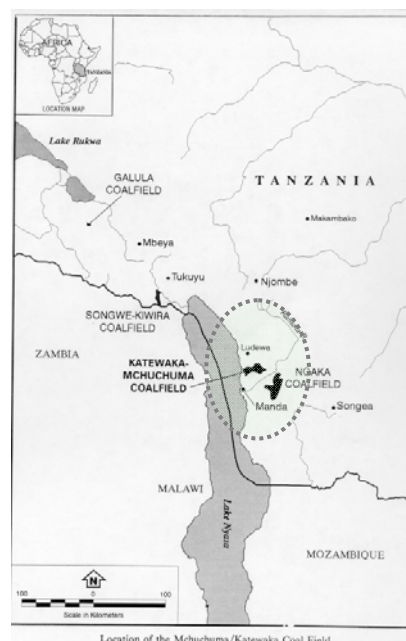 AFRICA
Tanzania
LOCATION MAP
Lake Rukwa
GALULA
COALFIELD
TANZANIA
Makambako
Mbeya
Tukuyu
Njombe
SONGWE-KIWIRA
COALFIELD
ZAMBIA
Ludewa
KATEWAKA-
MCHUCHUMA
COALFIELD
NGAKA
COALFIELD
Manda
Songea
MALAWI
Lake Nyasa
MOZAMBIQUE
N
100 0 100
Scale in Kilometers
Location of the Mchuchuma/Katewaka Coal Field